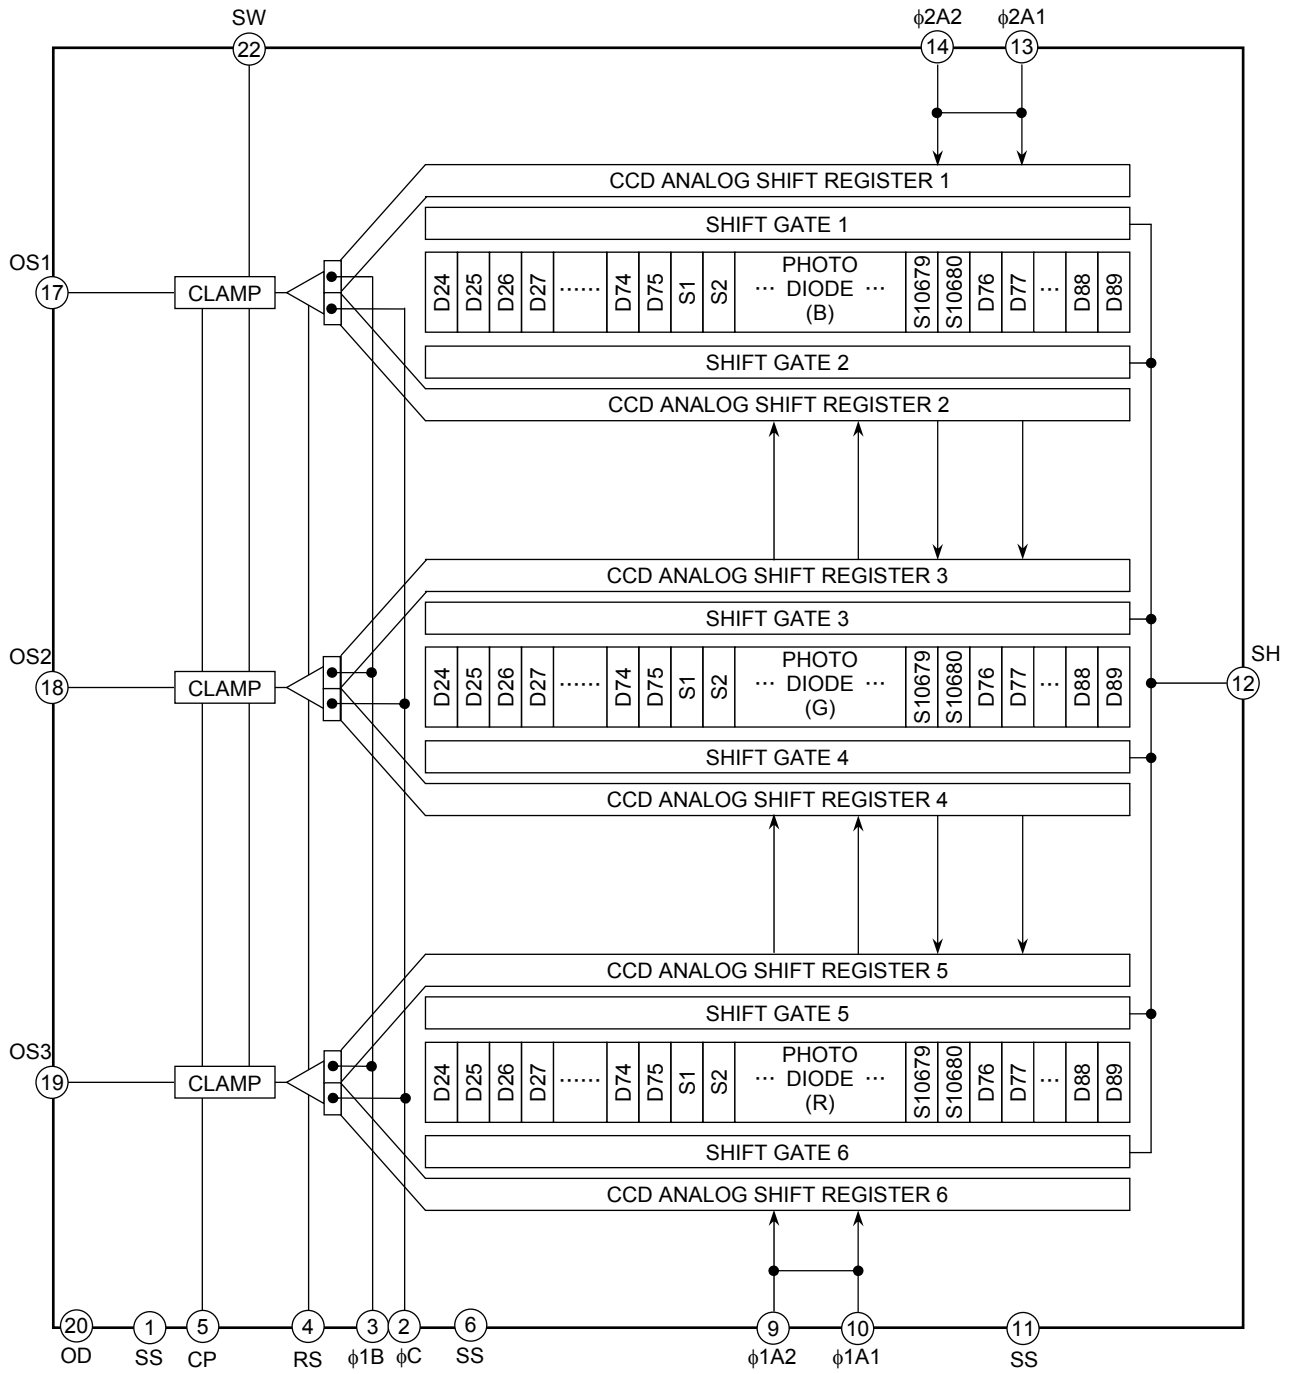 SW
φ2A2 φ2A1
22
14 13
CCD ANALOG SHIFT REGISTER 1
SHIFT GATE 1
OS1
17
CLAMP
D24 D25 D26 D27 ······ D74 D75 S1 S2 ··· PHOTO DIODE (B) ··· S10679 S10680 D76 D77 ··· D88 D89
SHIFT GATE 2
CCD ANALOG SHIFT REGISTER 2
CCD ANALOG SHIFT REGISTER 3
SHIFT GATE 3
OS2
18
CLAMP
D24 D25 D26 D27 ······ D74 D75 S1 S2 ··· PHOTO DIODE (G) ··· S10679 S10680 D76 D77 ··· D88 D89
SH
12
SHIFT GATE 4
CCD ANALOG SHIFT REGISTER 4
CCD ANALOG SHIFT REGISTER 5
SHIFT GATE 5
OS3
19
CLAMP
D24 D25 D26 D27 ······ D74 D75 S1 S2 ··· PHOTO DIODE (R) ··· S10679 S10680 D76 D77 ··· D88 D89
SHIFT GATE 6
CCD ANALOG SHIFT REGISTER 6
20 1 5 4 3 2 6 9 10 11
OD SS CP RS φ1B φC SS φ1A2 φ1A1 SS